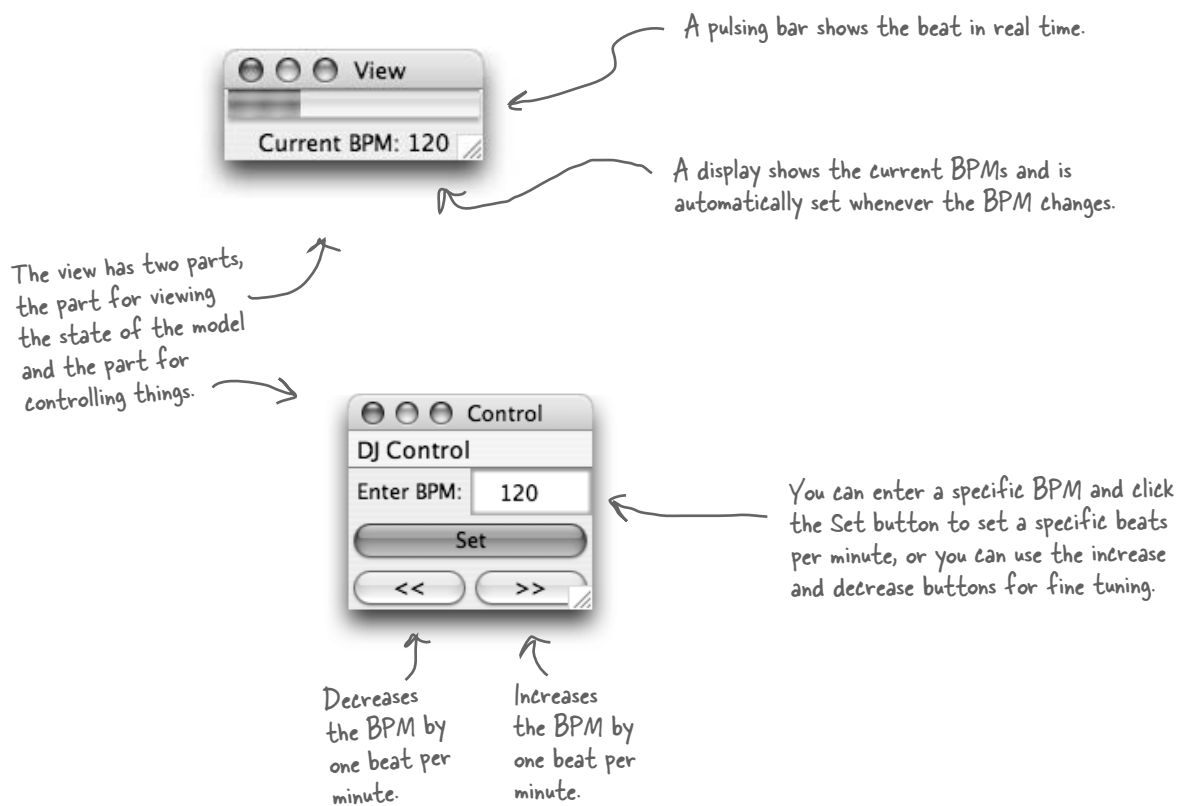 A pulsing bar shows the beat in real time.
View
Current BPM: 120
A display shows the current BPMs and is
automatically set whenever the BPM changes.
The view has two parts,
the part for viewing
the state of the model
and the part for
controlling things.
Control
DJ Control
Enter BPM: 120
Set
<< >>
You can enter a specific BPM and click
the Set button to set a specific beats
per minute, or you can use the increase
and decrease buttons for fine tuning.
Decreases
the BPM by
one beat per
minute.
Increases
the BPM by
one beat per
minute.